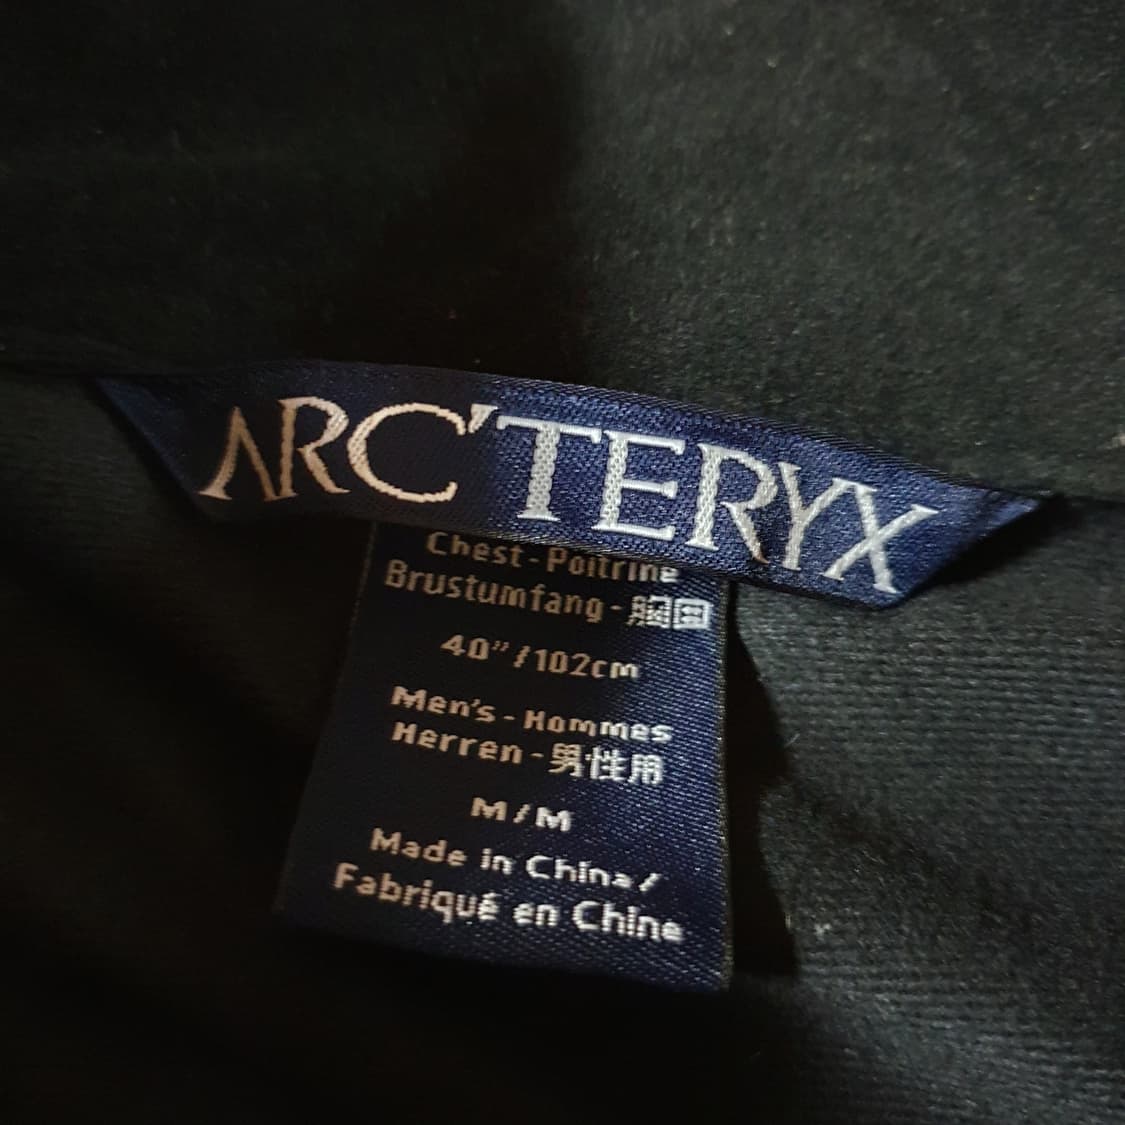 ARC'TERYX
Chest-Poitrine
Brustumfang-胸囲
40"/102cm
Men's-Hommes
Herren-男性用
M/M
Made in China/
Fabriqué en Chine